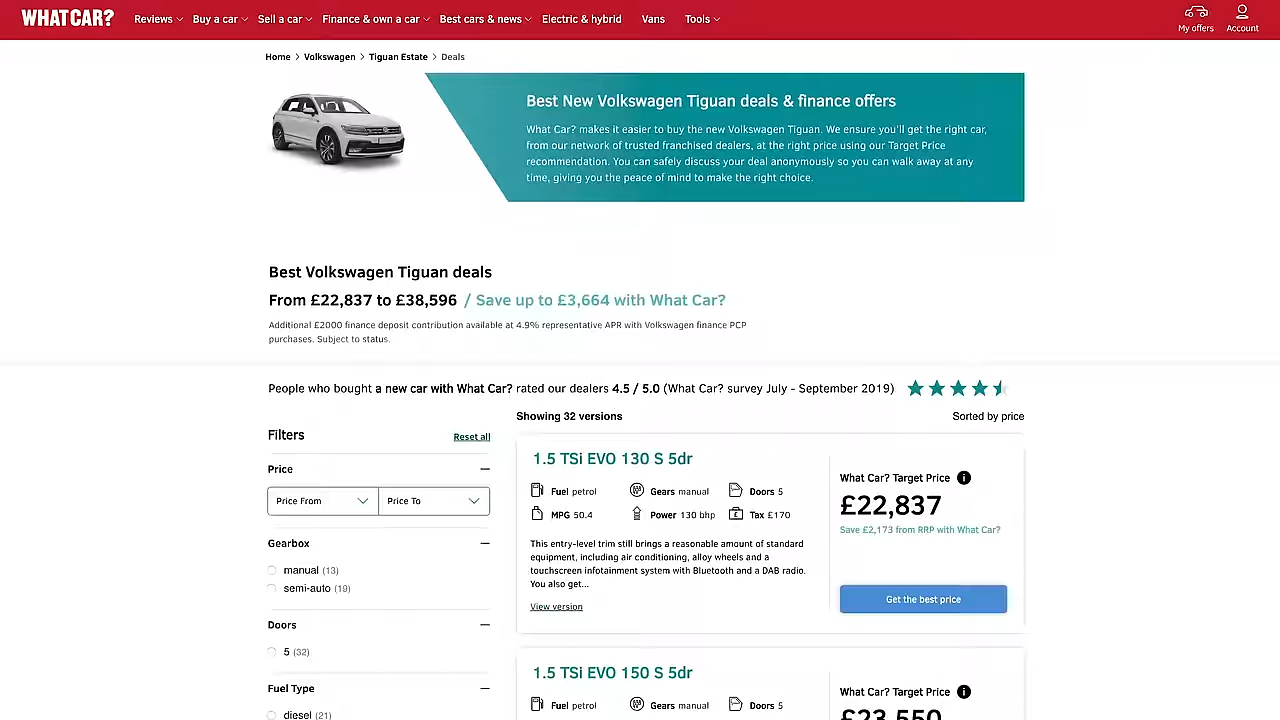 WHATCAR?
Reviews Buy a car Sell a car Finance & own a car Best cars & news Electric & hybrid Vans Tools
My offers Account
Home > Volkswagen > Tiguan Estate > Deals
Best New Volkswagen Tiguan deals & finance offers
What Car? makes it easier to buy the new Volkswagen Tiguan. We ensure you'll get the right car,
from our network of trusted franchised dealers, at the right price using our Target Price
recommendation. You can safely discuss your deal anonymously so you can walk away at any
time, giving you the peace of mind to make the right choice.
Best Volkswagen Tiguan deals
From £22,837 to £38,596 / Save up to £3,664 with What Car?
Additional £2000 finance deposit contribution available at 4.9% representative APR with Volkswagen finance PCP
purchases. Subject to status.
People who bought a new car with What Car? rated our dealers 4.5 / 5.0 (What Car? survey July - September 2019)
Showing 32 versions
Sorted by price
Filters
Reset all
Price
Price From
Price To
Gearbox
manual (13)
semi-auto (19)
Doors
5 (32)
Fuel Type
diesel (21)
1.5 TSi EVO 130 S 5dr
Fuel petrol Gears manual Doors 5
MPG 50.4 Power 130 bhp Tax £170
This entry-level trim still brings a reasonable amount of standard
equipment, including air conditioning, alloy wheels and a
touchscreen infotainment system with Bluetooth and a DAB radio.
You also get...
View version
What Car? Target Price
£22,837
Save £2,173 from RRP with What Car?
Get the best price
1.5 TSi EVO 150 S 5dr
Fuel petrol Gears manual Doors 5
What Car? Target Price
£23,550